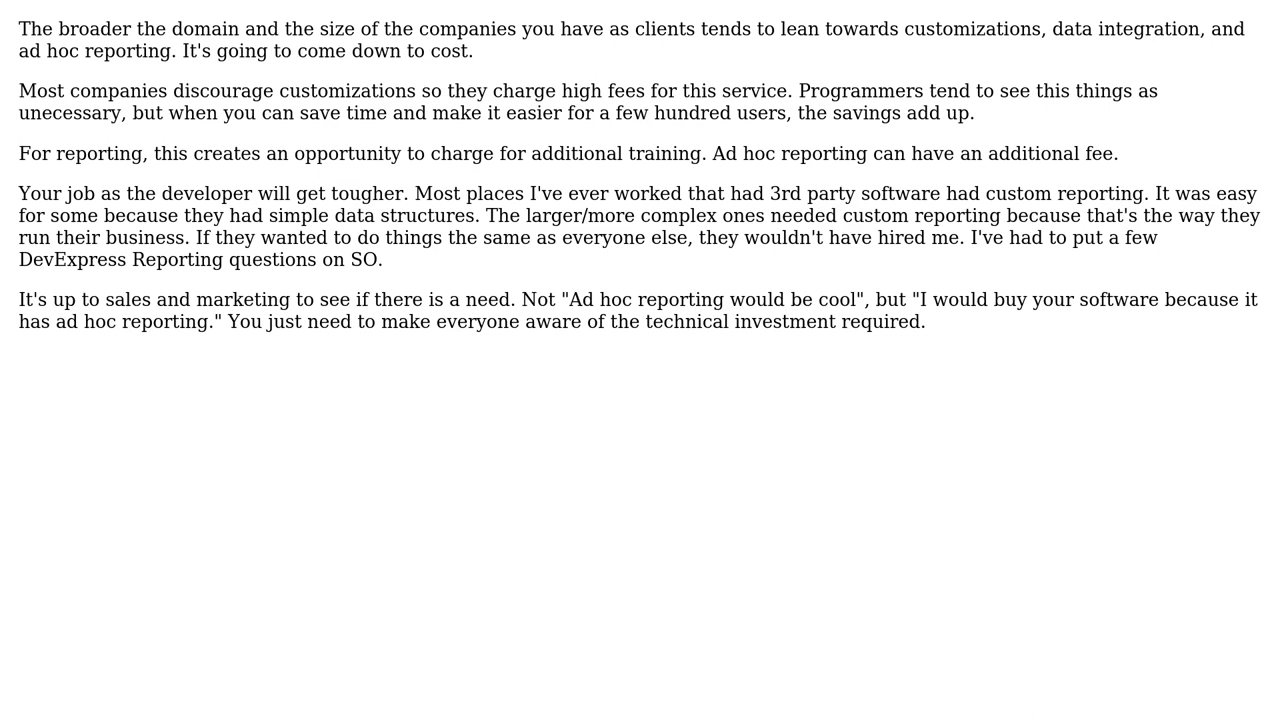 The broader the domain and the size of the companies you have as clients tends to lean towards customizations, data integration, and
ad hoc reporting. It's going to come down to cost.
Most companies discourage customizations so they charge high fees for this service. Programmers tend to see this things as
unecessary, but when you can save time and make it easier for a few hundred users, the savings add up.
For reporting, this creates an opportunity to charge for additional training. Ad hoc reporting can have an additional fee.
Your job as the developer will get tougher. Most places I've ever worked that had 3rd party software had custom reporting. It was easy
for some because they had simple data structures. The larger/more complex ones needed custom reporting because that's the way they
run their business. If they wanted to do things the same as everyone else, they wouldn't have hired me. I've had to put a few
DevExpress Reporting questions on SO.
It's up to sales and marketing to see if there is a need. Not "Ad hoc reporting would be cool", but "I would buy your software because it
has ad hoc reporting." You just need to make everyone aware of the technical investment required.